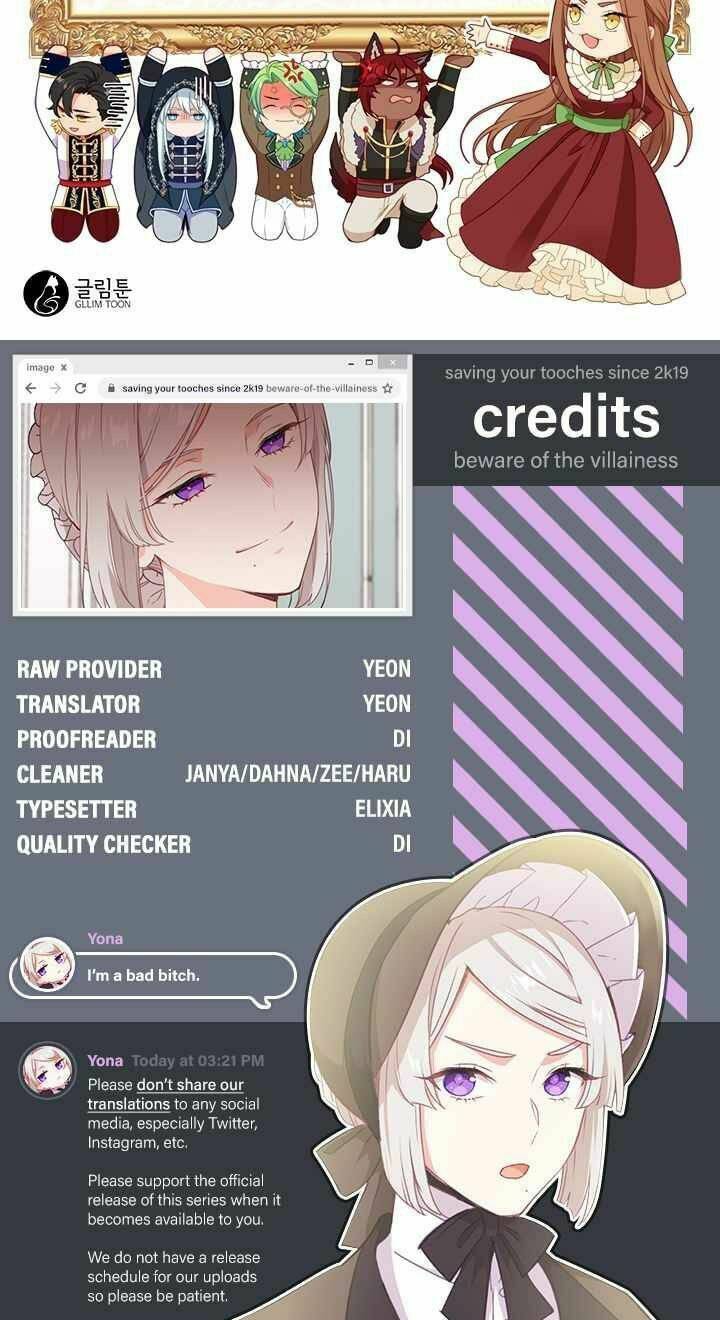 글림툰
GLLIM TOON
image x
saving your tooches since 2k19 beware-of-the-villainess
saving your tooches since 2k19
credits
beware of the villainess
RAW PROVIDER YEON
TRANSLATOR YEON
PROOFREADER DI
CLEANER JANYA/DAHNA/ZEE/HARU
TYPESETTER ELIXIA
QUALITY CHECKER DI
Yona
I'm a bad bitch.
Yona Today at 03:21 PM
Please don't share our
translations to any social
media, especially Twitter,
Instagram, etc.
Please support the official
release of this series when it
becomes available to you.
We do not have a release
schedule for our uploads
so please be patient.